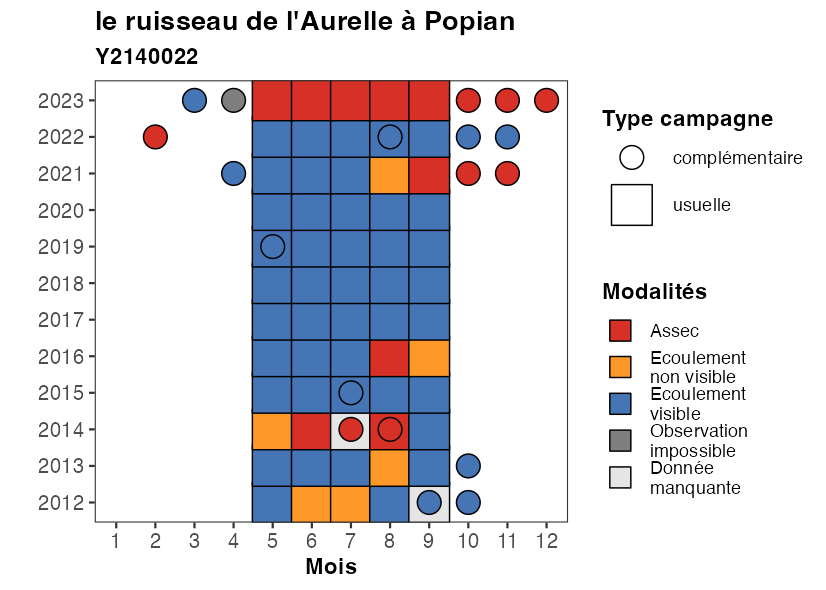 le ruisseau de l'Aurelle à Popian
Y2140022
2023
2022
2021
2020
2019
2018
2017
2016
2015
2014
2013
2012
1 2 3 4 5 6 7 8 9 10 11 12
Mois
Type campagne
complémentaire
usuelle
Modalités
Assec
Ecoulement
non visible
Ecoulement
visible
Observation
impossible
Donnée
manquante